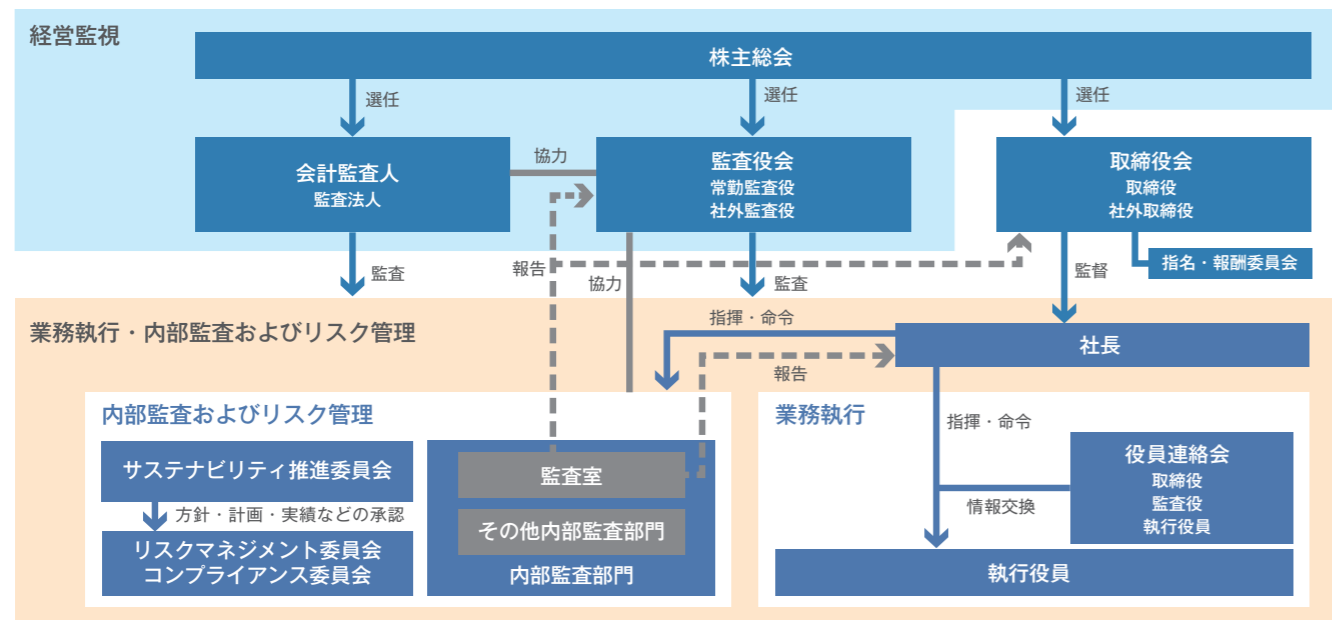 経営監視
株主総会
選任
選任
選任
会計監査人
監査法人
協力
監査役会
常勤監査役
社外監査役
取締役会
取締役
社外取締役
指名・報酬委員会
監査
報告
協力
監査
監督
業務執行・内部監査およびリスク管理
指揮・命令
社長
報告
内部監査およびリスク管理
サステナビリティ推進委員会
方針・計画・実績などの承認
リスクマネジメント委員会
コンプライアンス委員会
監査室
その他内部監査部門
内部監査部門
業務執行
指揮・命令
役員連絡会
取締役
監査役
執行役員
情報交換
執行役員